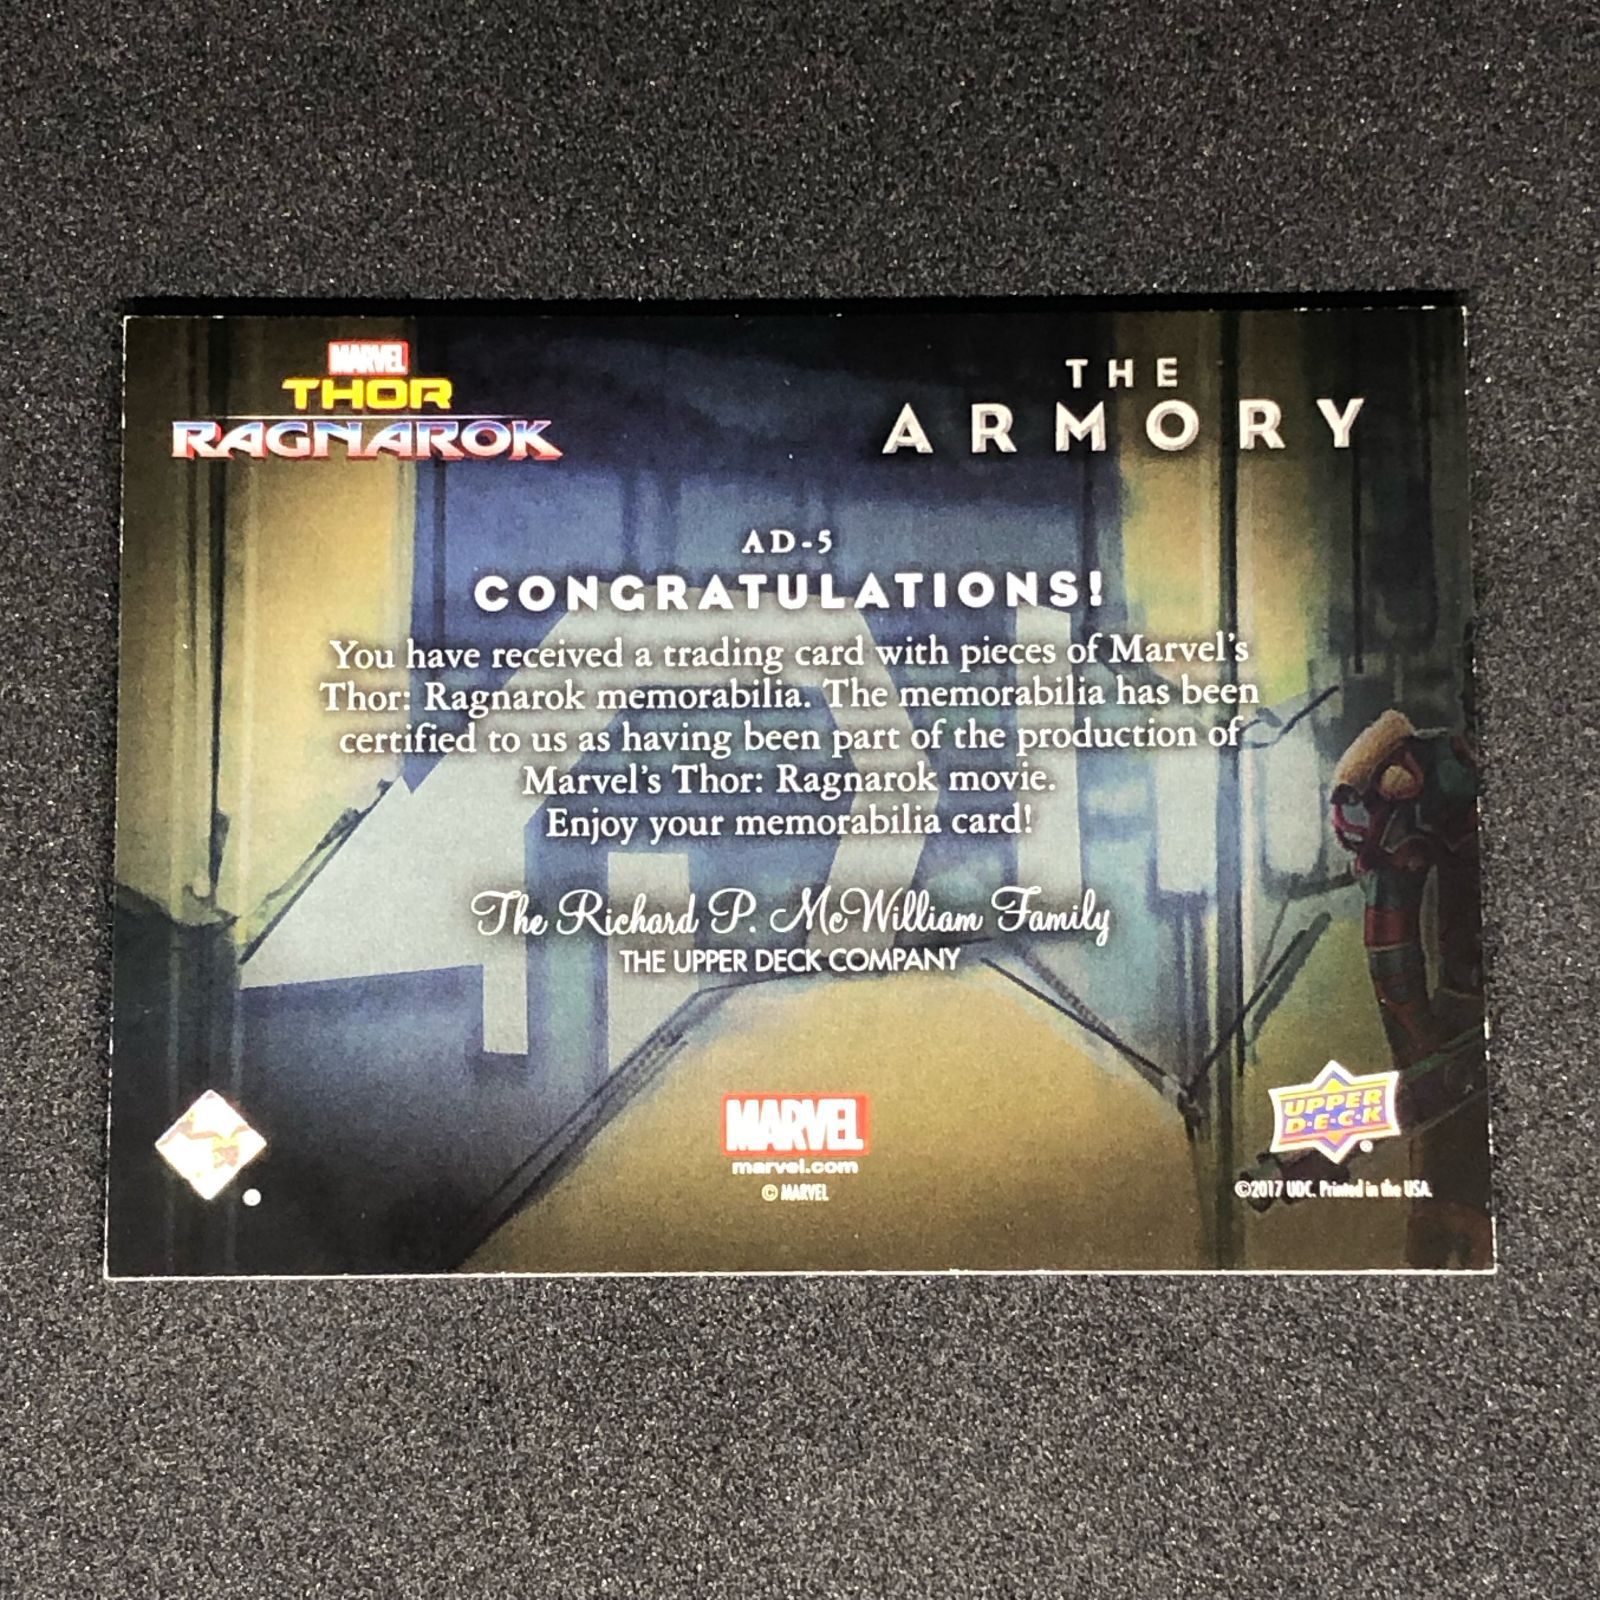 MARVEL
THOR
RAGNAROK
THE
ARMORY
AD-5
CONGRATULATIONS!
You have received a trading card with pieces of Marvel's
Thor: Ragnarok memorabilia. The memorabilia has been
certified to us as having been part of the production of
Marvel's Thor: Ragnarok movie.
Enjoy your memorabilia card!
The Richard P. McWilliam Family
THE UPPER DECK COMPANY
MARVEL
marvel.com
© MARVEL
UPPER
D·E·C·K
©2017 UDC. Printed in the USA.